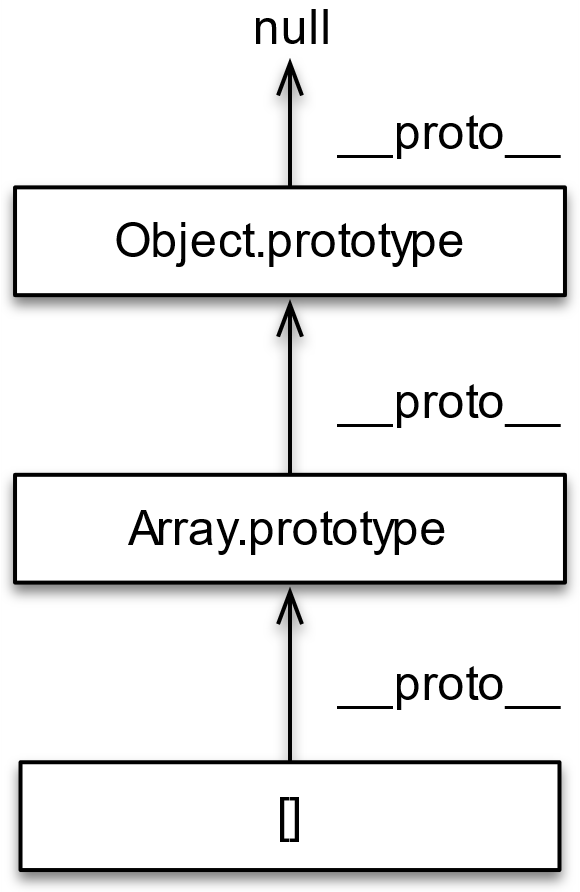 null
__proto__
Object.prototype
__proto__
Array.prototype
__proto__
[]